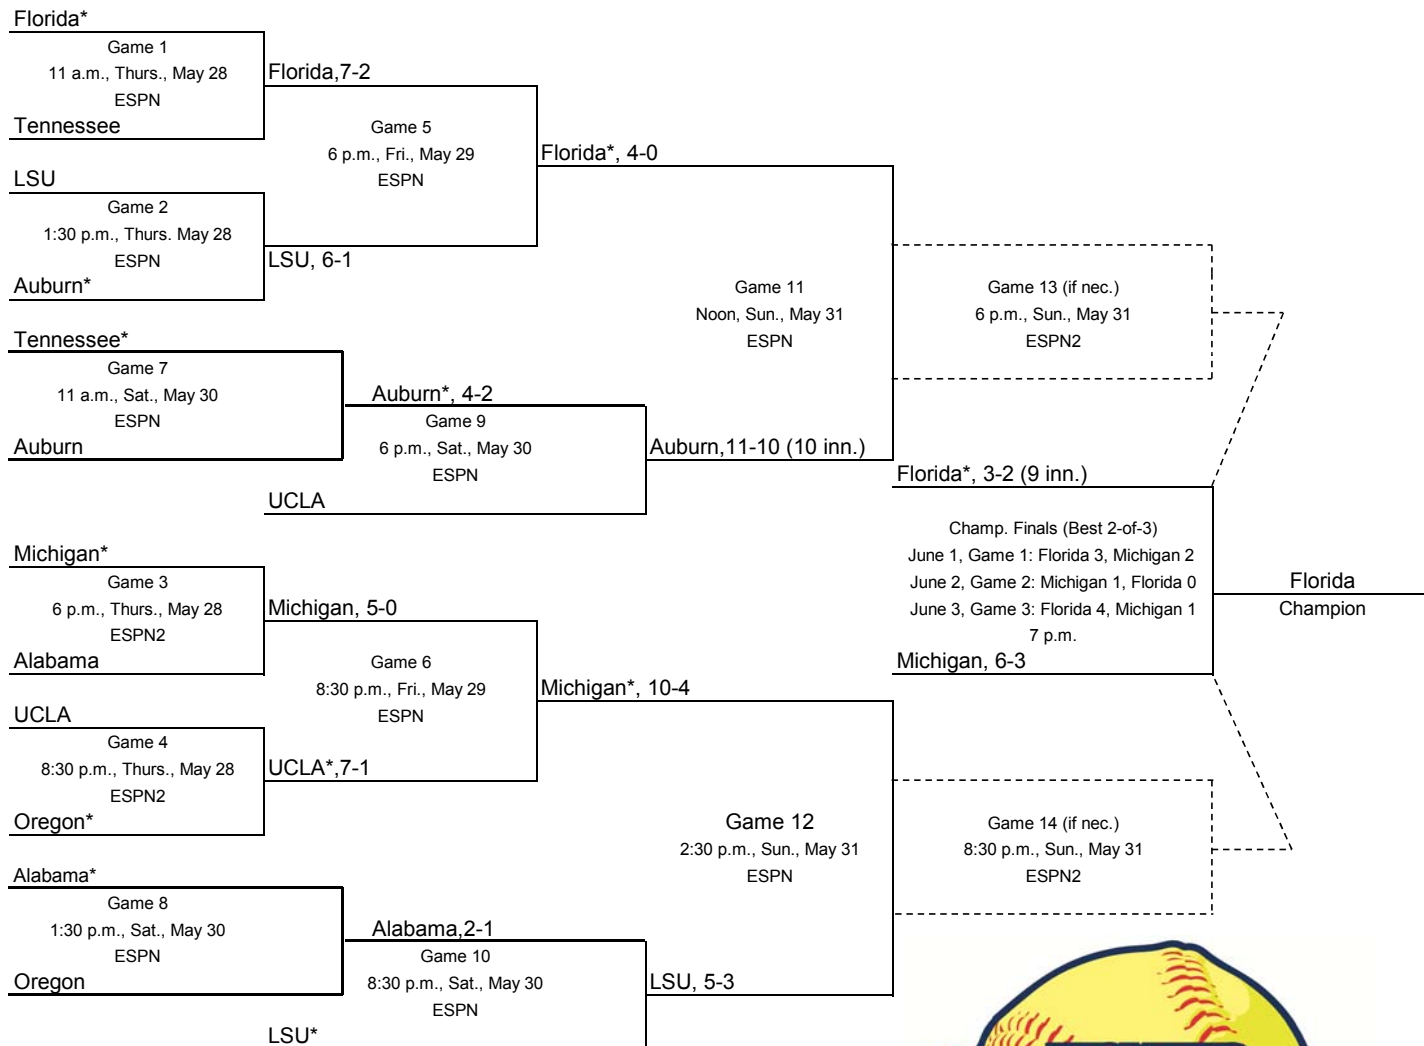 Florida*
Game 1
11 a.m., Thurs., May 28
ESPN
Tennessee
Florida,7-2
LSU
Game 2
1:30 p.m., Thurs. May 28
ESPN
Auburn*
LSU, 6-1
Game 5
6 p.m., Fri., May 29
ESPN
Florida*, 4-0
Tennessee*
Game 7
11 a.m., Sat., May 30
ESPN
Auburn
Auburn*, 4-2
Game 9
6 p.m., Sat., May 30
ESPN
UCLA
Auburn,11-10 (10 inn.)
Game 11
Noon, Sun., May 31
ESPN
Game 13 (if nec.)
6 p.m., Sun., May 31
ESPN2
Florida*, 3-2 (9 inn.)
Champ. Finals (Best 2-of-3)
June 1, Game 1: Florida 3, Michigan 2
June 2, Game 2: Michigan 1, Florida 0
June 3, Game 3: Florida 4, Michigan 1
7 p.m.
Michigan, 6-3
Florida
Champion
Michigan*
Game 3
6 p.m., Thurs., May 28
ESPN2
Alabama
Michigan, 5-0
UCLA
Game 4
8:30 p.m., Thurs., May 28
ESPN2
Oregon*
UCLA*,7-1
Game 6
8:30 p.m., Fri., May 29
ESPN
Michigan*, 10-4
Alabama*
Game 8
1:30 p.m., Sat., May 30
ESPN
Oregon
Alabama,2-1
Game 10
8:30 p.m., Sat., May 30
ESPN
LSU*
LSU, 5-3
Game 12
2:30 p.m., Sun., May 31
ESPN
Game 14 (if nec.)
8:30 p.m., Sun., May 31
ESPN2